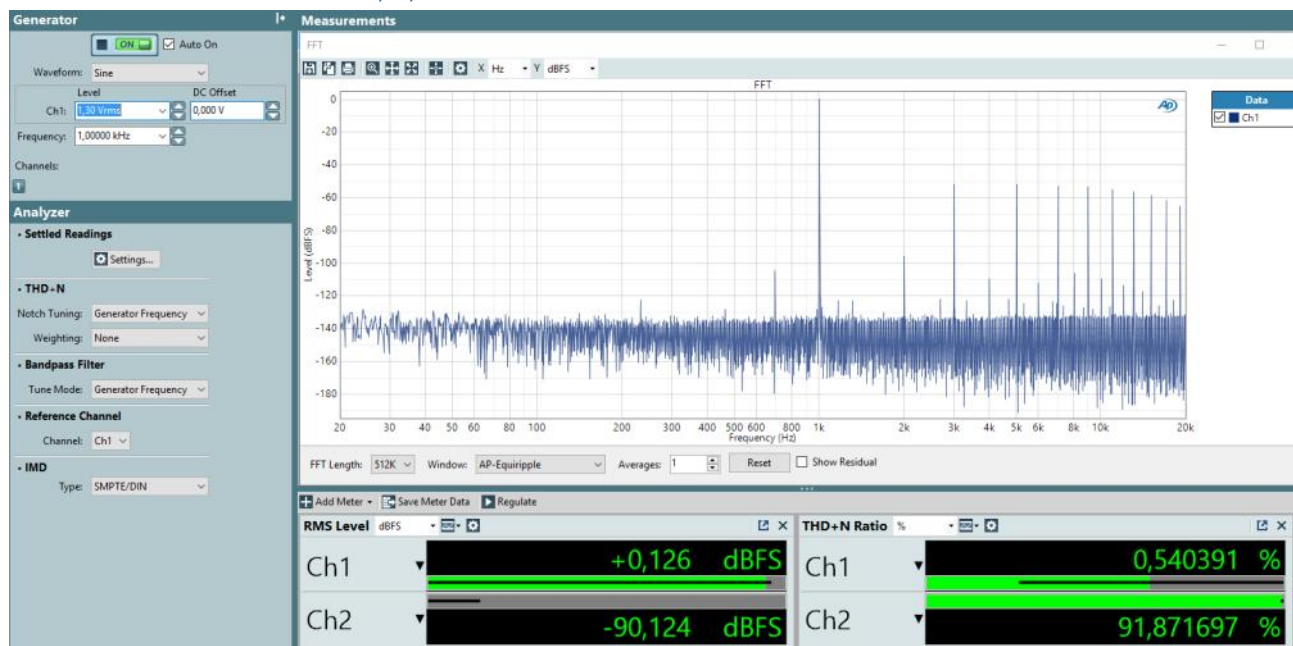 Generator
ON Auto On
Waveform: Sine
Level DC Offset
Ch1: 1,30 Vrms 0,000 V
Frequency: 1,00000 kHz
Channels:
1
Analyzer
Settled Readings
Settings...
THD+N
Notch Tuning: Generator Frequency
Weighting: None
Bandpass Filter
Tune Mode: Generator Frequency
Reference Channel
Channel: Ch1
IMD
Type: SMPTE/DIN
Measurements
FFT
X Hz Y dBFS
FFT
0
-20
-40
-60
-80
-100
-120
-140
-160
-180
Level (dBFS)
20 30 40 50 60 80 100 200 300 400 500 600 800 1k 2k 3k 4k 5k 6k 8k 10k 20k
Frequency (Hz)
AP
Data
Ch1
FFT Length: 512K Window: AP-Equiripple Averages: 1 Reset Show Residual
Add Meter Save Meter Data Regulate
RMS Level dBFS
Ch1 +0,126 dBFS
Ch2 -90,124 dBFS
THD+N Ratio %
Ch1 0,540391 %
Ch2 91,871697 %